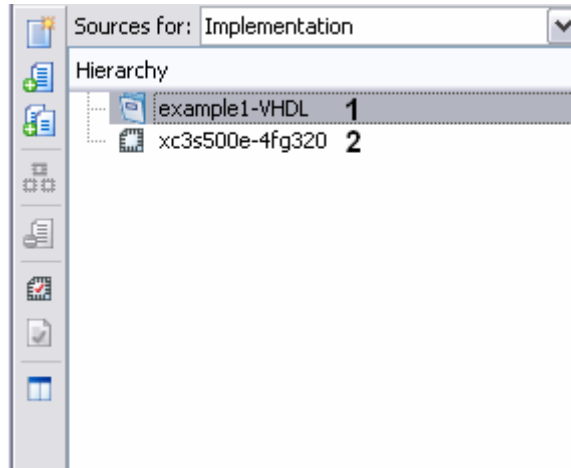 Sources for: Implementation
Hierarchy
example1-VHDL 1
xc3s500e-4fg320 2